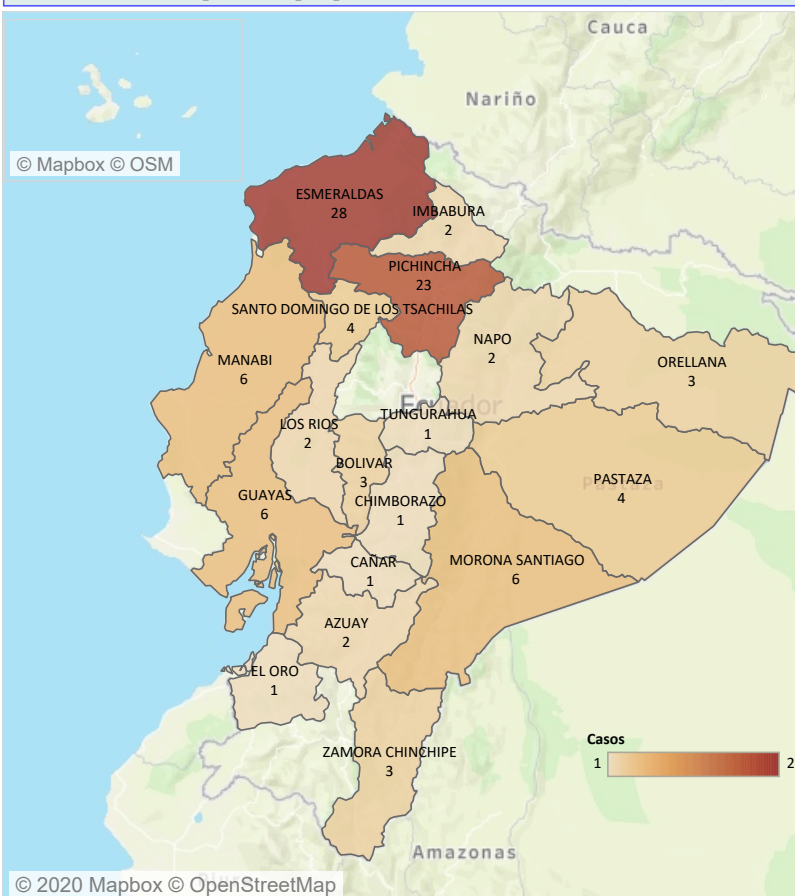 Cauca
Nariño
© Mapbox © OSM
ESMERALDAS
28
IMBABURA
2
PICHINCHA
23
SANTO DOMINGO DE LOS TSACHILAS
4
NAPO
2
MANABI
6
ORELLANA
3
Ecuador
TUNGURAHUA
1
LOS RIOS
2
BOLIVAR
3
PASTAZA
Pastaza
4
GUAYAS
6
CHIMBORAZO
1
CAÑAR
1
MORONA SANTIAGO
6
AZUAY
2
EL ORO
1
Casos
1
2
ZAMORA CHINCHIPE
3
Amazonas
© 2020 Mapbox © OpenStreetMap